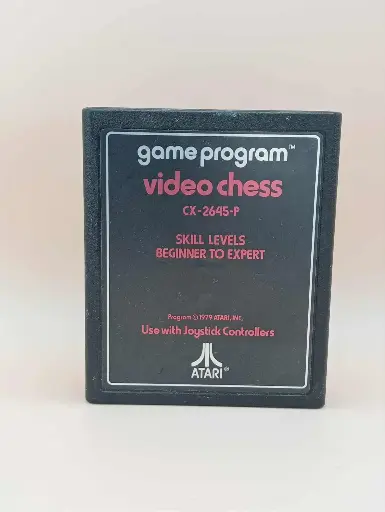 game program™
video chess
CX-2645-P
SKILL LEVELS
BEGINNER TO EXPERT
Program © 1979 ATARI, INC.
Use with Joystick Controllers
ATARI®